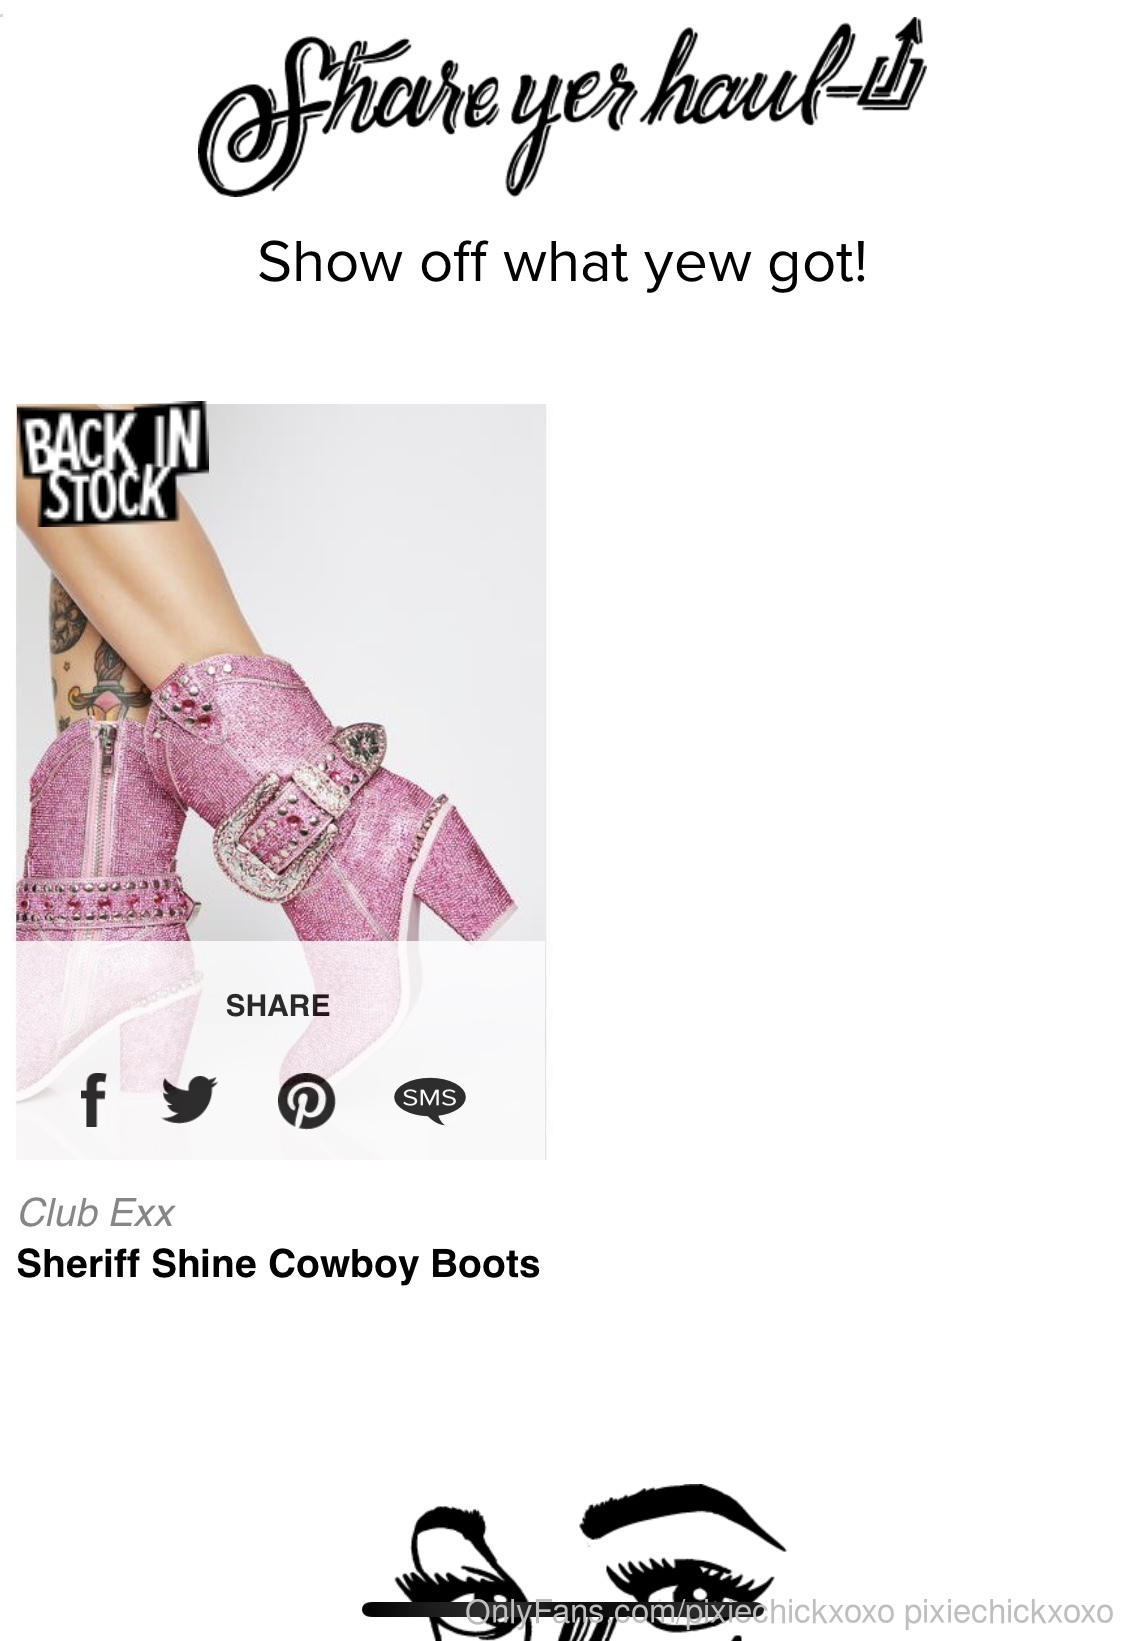 Share yer haul
Show off what yew got!
BACK IN
STOCK
SHARE
SMS
Club Exx
Sheriff Shine Cowboy Boots
OnlyFans.com/pixiechickxoxo pixiechickxoxo